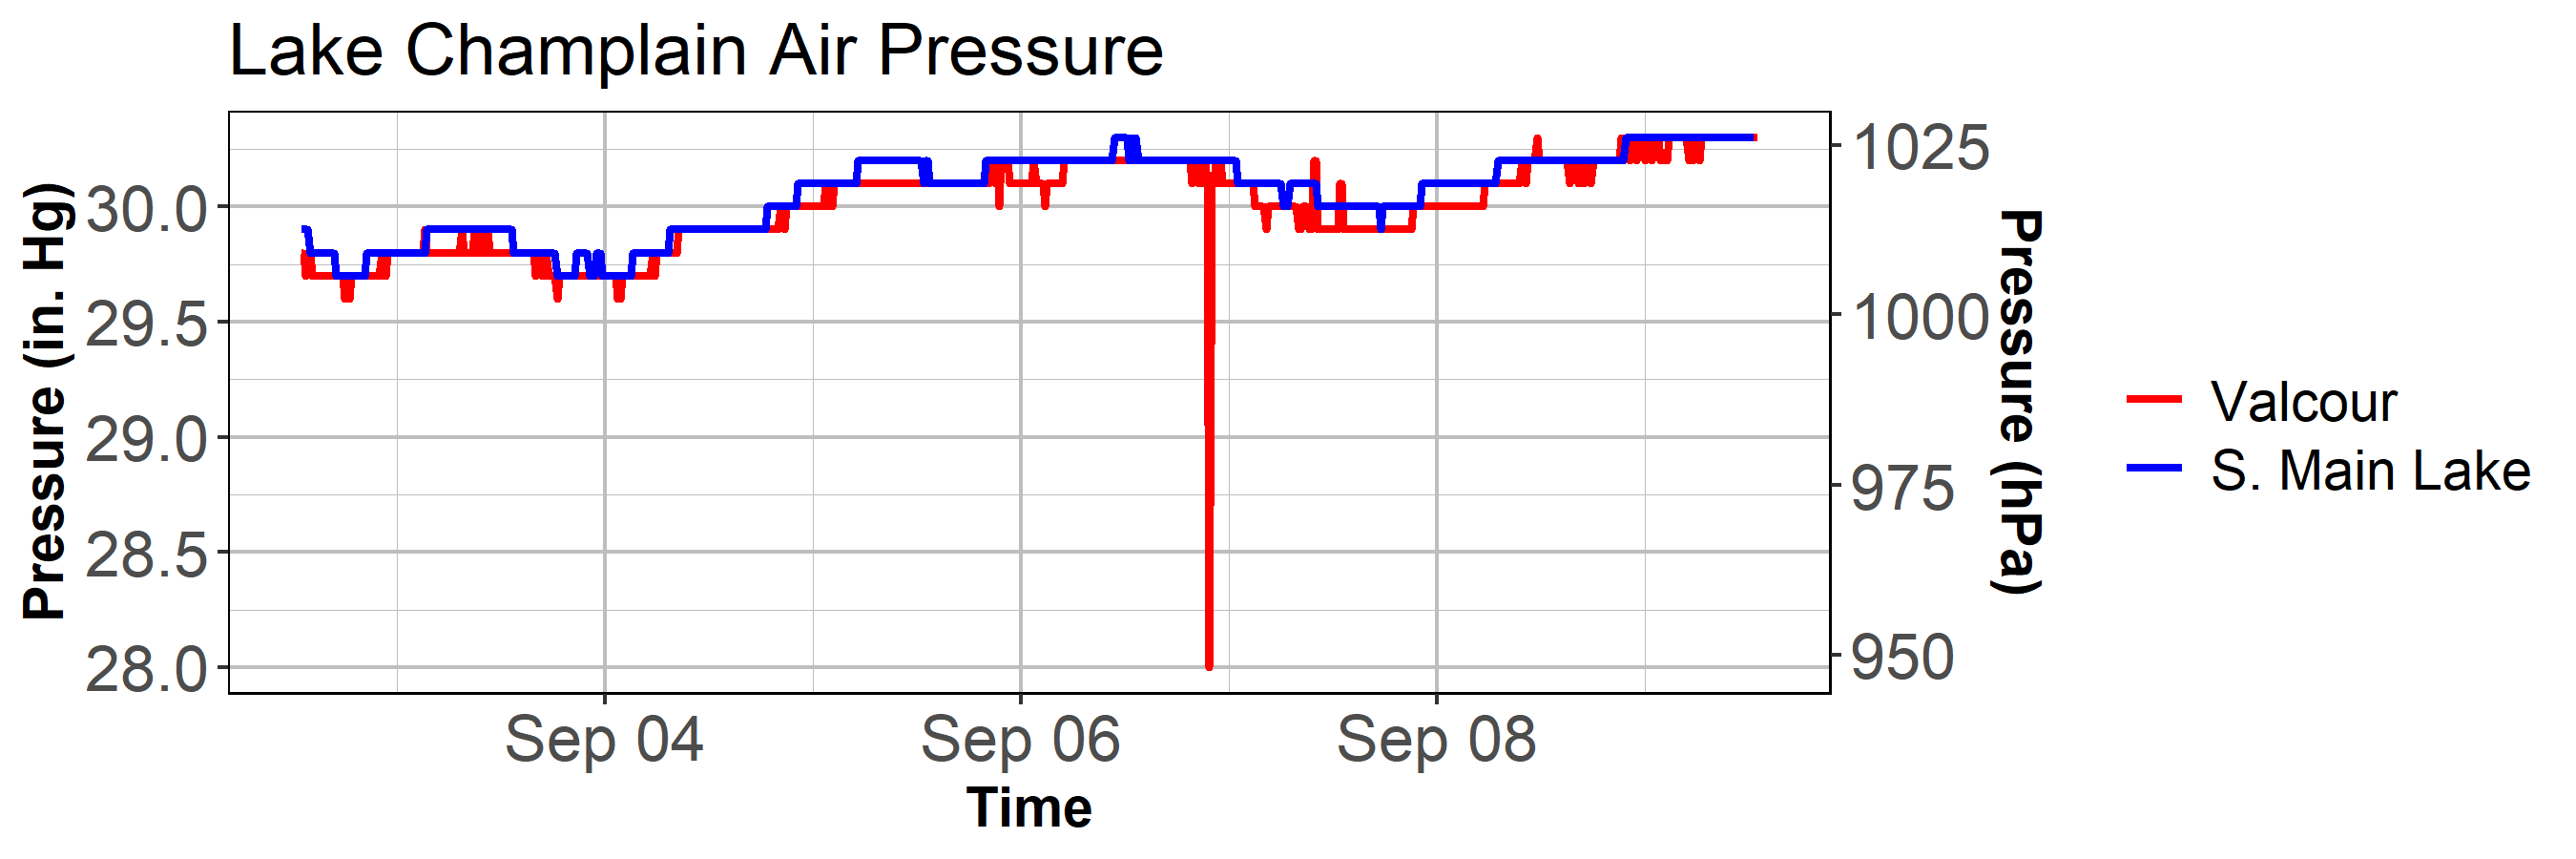 Lake Champlain Air Pressure
Pressure (in. Hg)
30.0
29.5
29.0
28.5
28.0
1025
1000
975
950
Pressure (hPa)
Sep 04
Sep 06
Sep 08
Time
Valcour
S. Main Lake